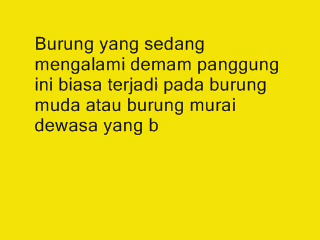 Burung yang sedang
mengalami demam panggung
ini biasa terjadi pada burung
muda atau burung murai
dewasa yang b